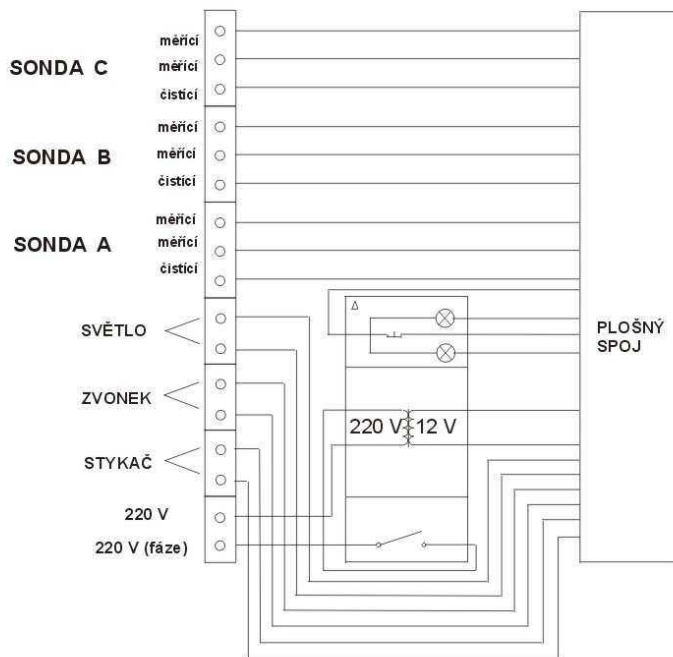 měřící
SONDA C
měřící
čistící
měřící
SONDA B
měřící
čistící
měřící
SONDA A
měřící
čistící
SVĚTLO
PLOŠNÝ
SPOJ
ZVONEK
220 V 12 V
STYKAČ
220 V
220 V (fáze)